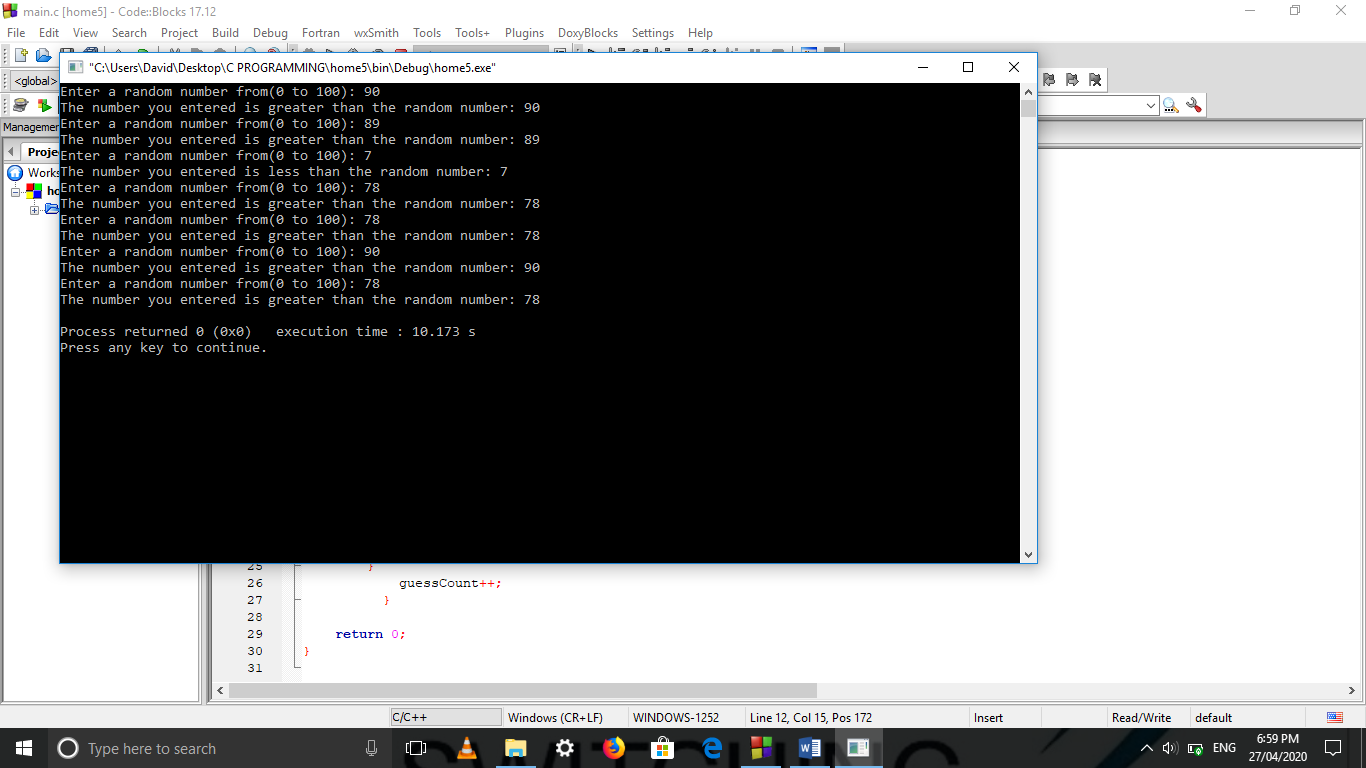 main.c [home5] - Code::Blocks 17.12
File Edit View Search Project Build Debug Fortran wxSmith Tools Tools+ Plugins DoxyBlocks Settings Help
"C:\Users\David\Desktop\C PROGRAMMING\home5\bin\Debug\home5.exe"
<global>
Managemen
Proje
Works
ho
Enter a random number from(0 to 100): 90
The number you entered is greater than the random number: 90
Enter a random number from(0 to 100): 89
The number you entered is greater than the random number: 89
Enter a random number from(0 to 100): 7
The number you entered is less than the random number: 7
Enter a random number from(0 to 100): 78
The number you entered is greater than the random number: 78
Enter a random number from(0 to 100): 78
The number you entered is greater than the random number: 78
Enter a random number from(0 to 100): 90
The number you entered is greater than the random number: 90
Enter a random number from(0 to 100): 78
The number you entered is greater than the random number: 78
Process returned 0 (0x0)   execution time : 10.173 s
Press any key to continue.
25 }
26 guessCount++;
27 }
28
29 return 0;
30 }
31
C/C++ Windows (CR+LF) WINDOWS-1252 Line 12, Col 15, Pos 172 Insert Read/Write default
Type here to search
ENG
6:59 PM
27/04/2020